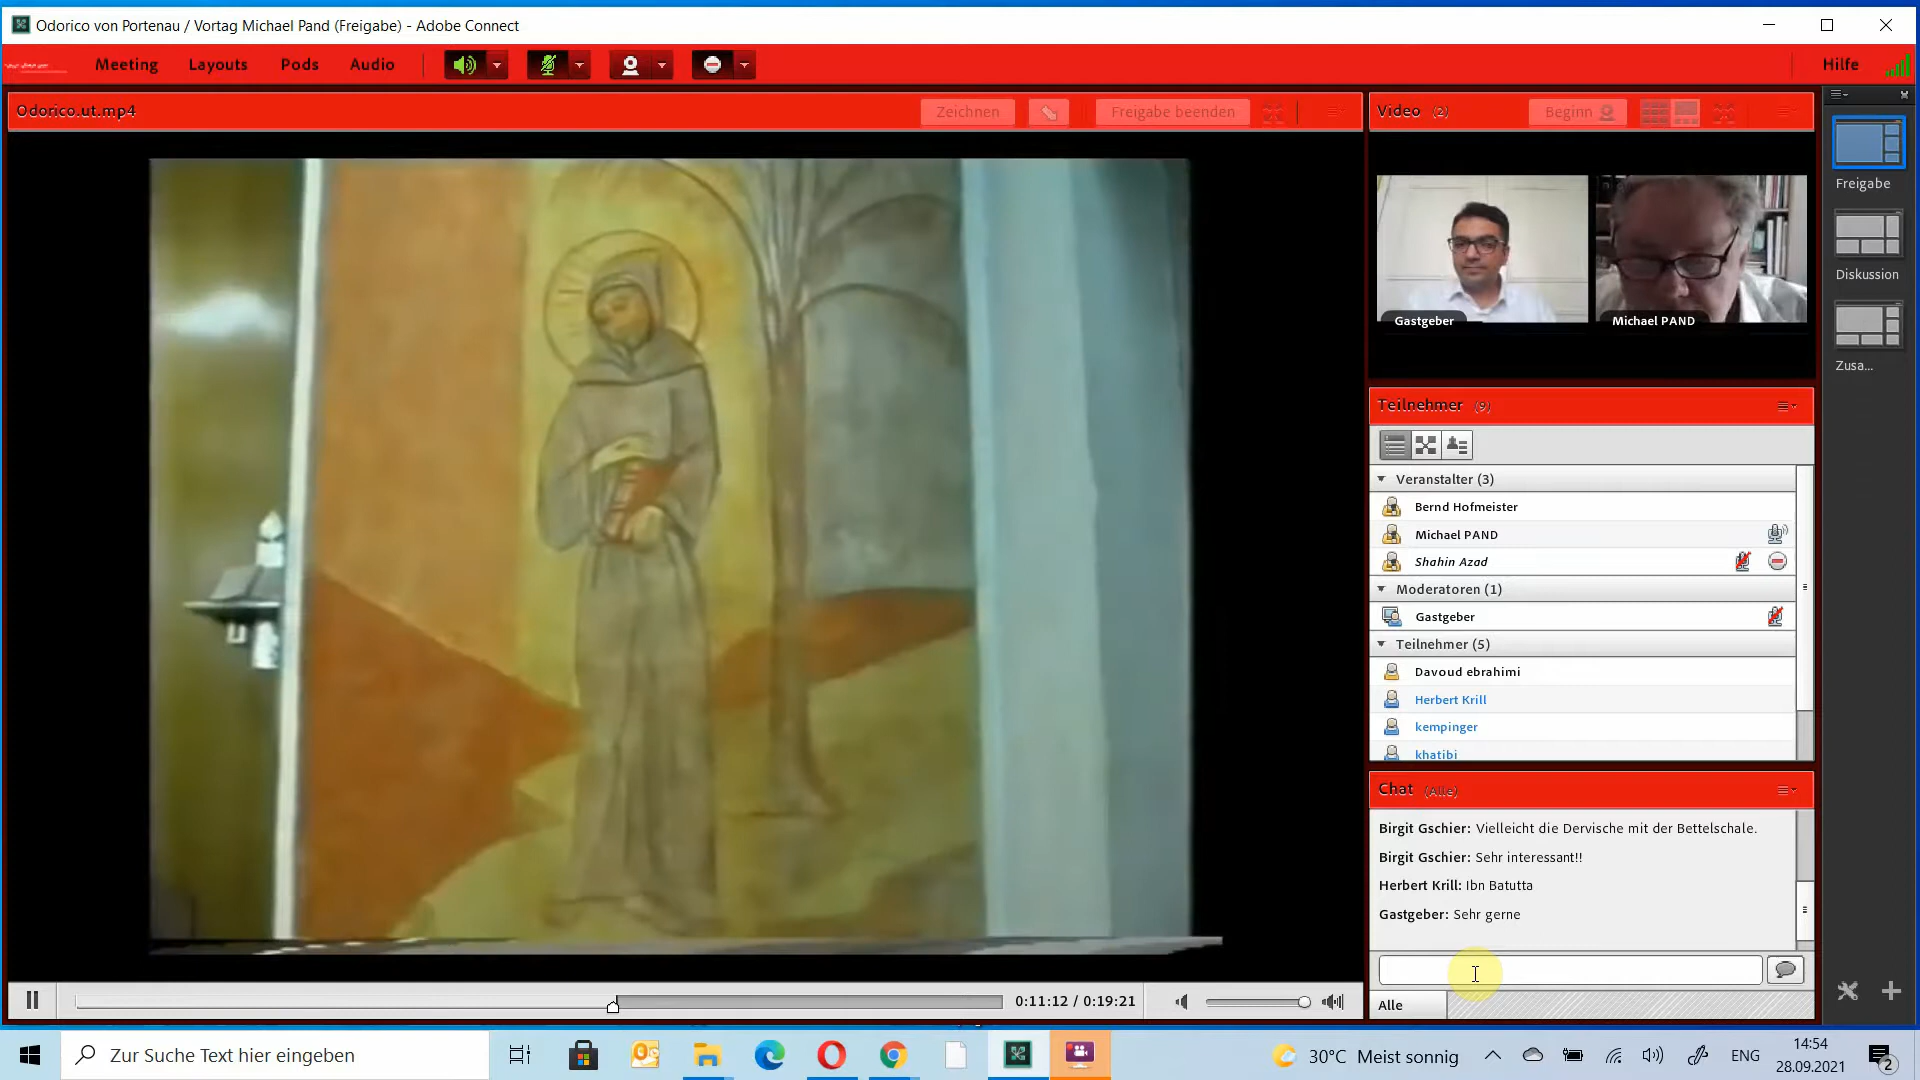 Odorico von Portenau / Vortag Michael Pand (Freigabe) - Adobe Connect
Meeting Layouts Pods Audio Hilfe
Odorico.ut.mp4 Zeichnen Freigabe beenden
Video (2) Beginn
Gastgeber Michael PAND
Freigabe
Diskussion
Zusa...
Teilnehmer (9)
Veranstalter (3)
Bernd Hofmeister
Michael PAND
Shahin Azad
Moderatoren (1)
Gastgeber
Teilnehmer (5)
Davoud ebrahimi
Herbert Krill
kempinger
khatibi
Chat (Alle)
Birgit Gschier: Vielleicht die Dervische mit der Bettelschale.
Birgit Gschier: Sehr interessant!!
Herbert Krill: Ibn Batutta
Gastgeber: Sehr gerne
Alle
0:11:12 / 0:19:21
Zur Suche Text hier eingeben
30°C Meist sonnig
ENG
14:54
28.09.2021
2